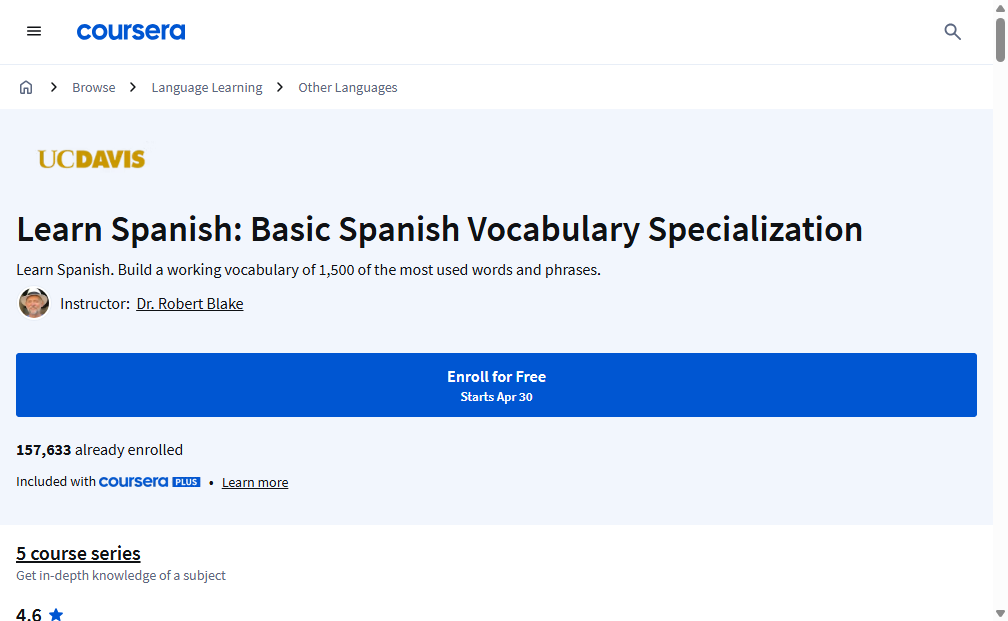 coursera
Browse
Language Learning
Other Languages
UCDAVIS
Learn Spanish: Basic Spanish Vocabulary Specialization
Learn Spanish. Build a working vocabulary of 1,500 of the most used words and phrases.
Instructor: Dr. Robert Blake
Enroll for Free
Starts Apr 30
157,633 already enrolled
Included with coursera PLUS • Learn more
5 course series
Get in-depth knowledge of a subject
4.6